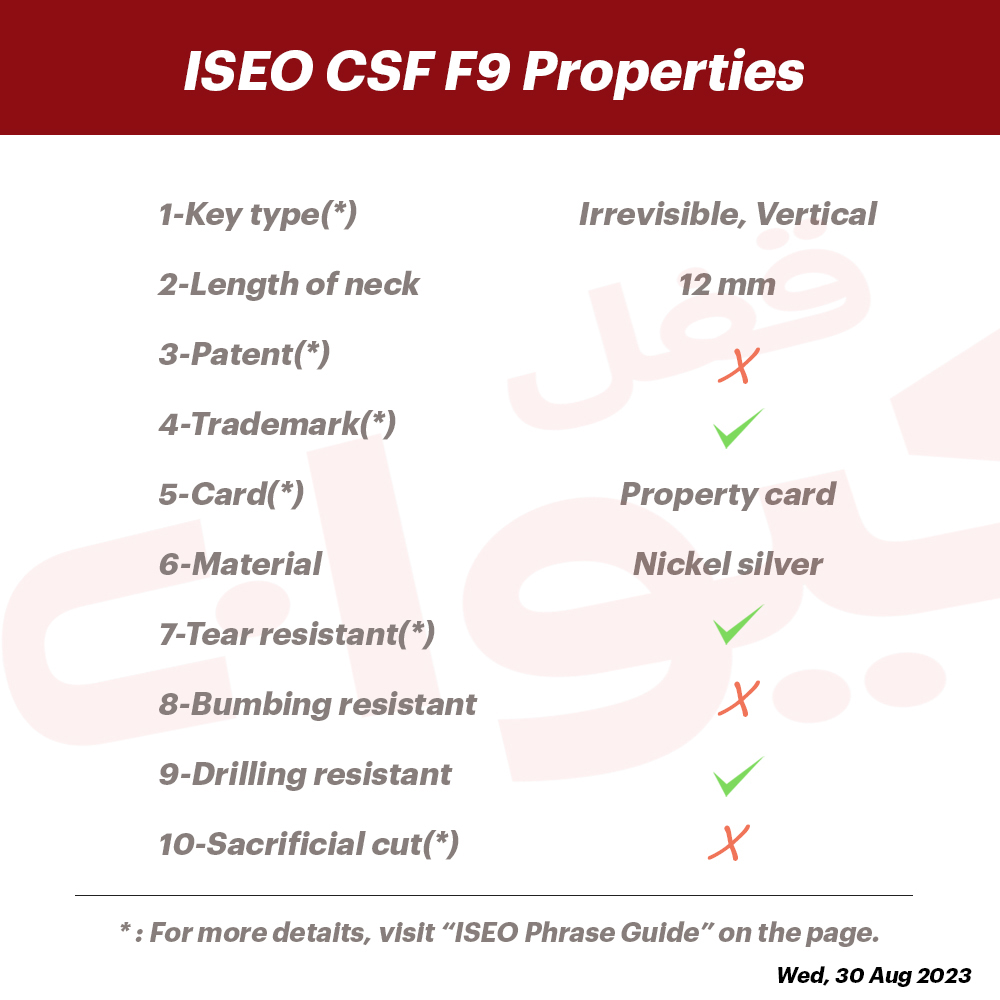 ISEO CSF F9 Properties
1-Key type(*) Irrevisible, Vertical
2-Length of neck 12 mm
3-Patent(*) ✗
4-Trademark(*) ✓
5-Card(*) Property card
6-Material Nickel silver
7-Tear resistant(*) ✓
8-Bumbing resistant ✗
9-Drilling resistant ✓
10-Sacrificial cut(*) ✗
قفل
کیوان
* : For more detaits, visit “ISEO Phrase Guide” on the page.
Wed, 30 Aug 2023